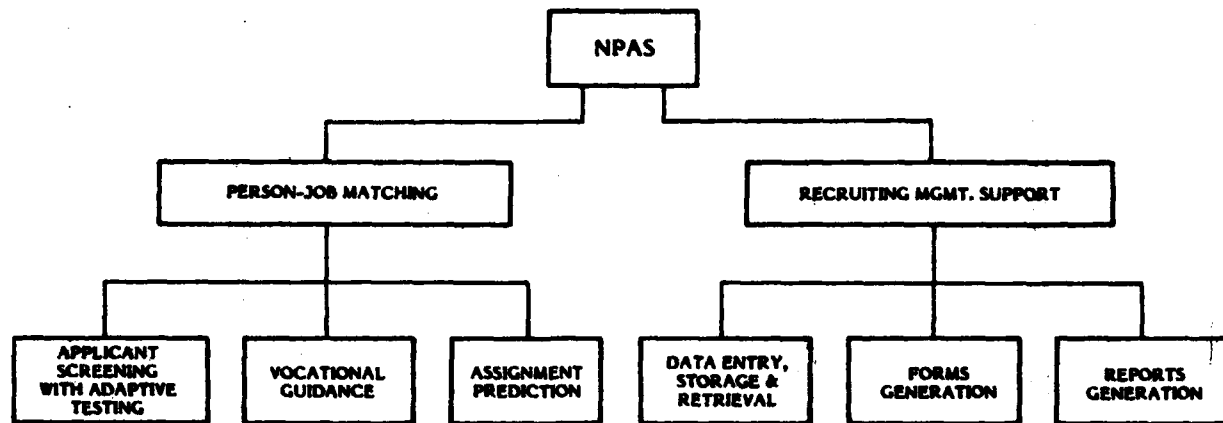 NPAS
PERSON-JOB MATCHING
RECRUITING MGMT. SUPPORT
APPLICANT
SCREENING
WITH ADAPTIVE
TESTING
VOCATIONAL
GUIDANCE
ASSIGNMENT
PREDICTION
DATA ENTRY,
STORAGE &
RETRIEVAL
FORMS
GENERATION
REPORTS
GENERATION